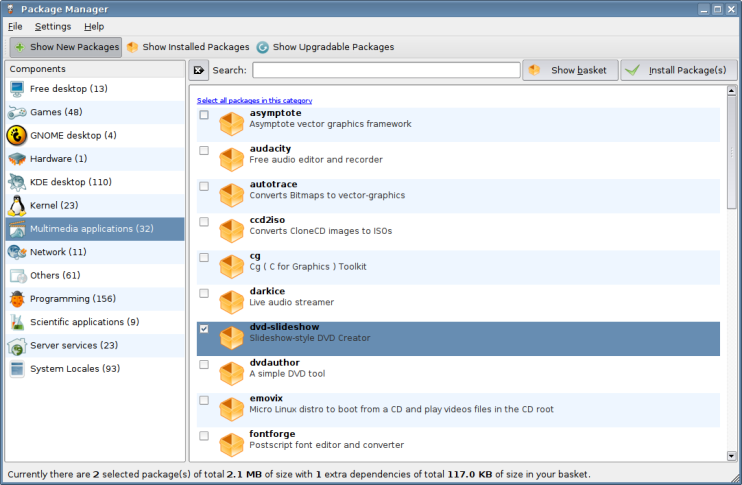 Package Manager
File Settings Help
Show New Packages Show Installed Packages Show Upgradable Packages
Components
Free desktop (13)
Games (48)
GNOME desktop (4)
Hardware (1)
KDE desktop (110)
Kernel (23)
Multimedia applications (32)
Network (11)
Others (61)
Programming (156)
Scientific applications (9)
Server services (23)
System Locales (93)
Search: Show basket Install Package(s)
Select all packages in this category
asymptote
Asymptote vector graphics framework
audacity
Free audio editor and recorder
autotrace
Converts Bitmaps to vector-graphics
ccd2iso
Converts CloneCD images to ISOs
cg
Cg ( C for Graphics ) Toolkit
darkice
Live audio streamer
dvd-slideshow
Slideshow-style DVD Creator
dvdauthor
A simple DVD tool
emovix
Micro Linux distro to boot from a CD and play videos files in the CD root
fontforge
Postscript font editor and converter
Currently there are 2 selected package(s) of total 2.1 MB of size with 1 extra dependencies of total 117.0 KB of size in your basket.